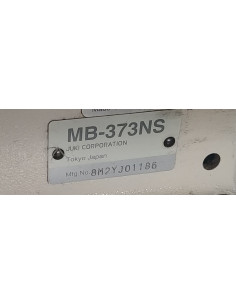 MB-373NS
JUKI CORPORATION
Tokyo Japan
Mfg.No. 8M2YJ01186